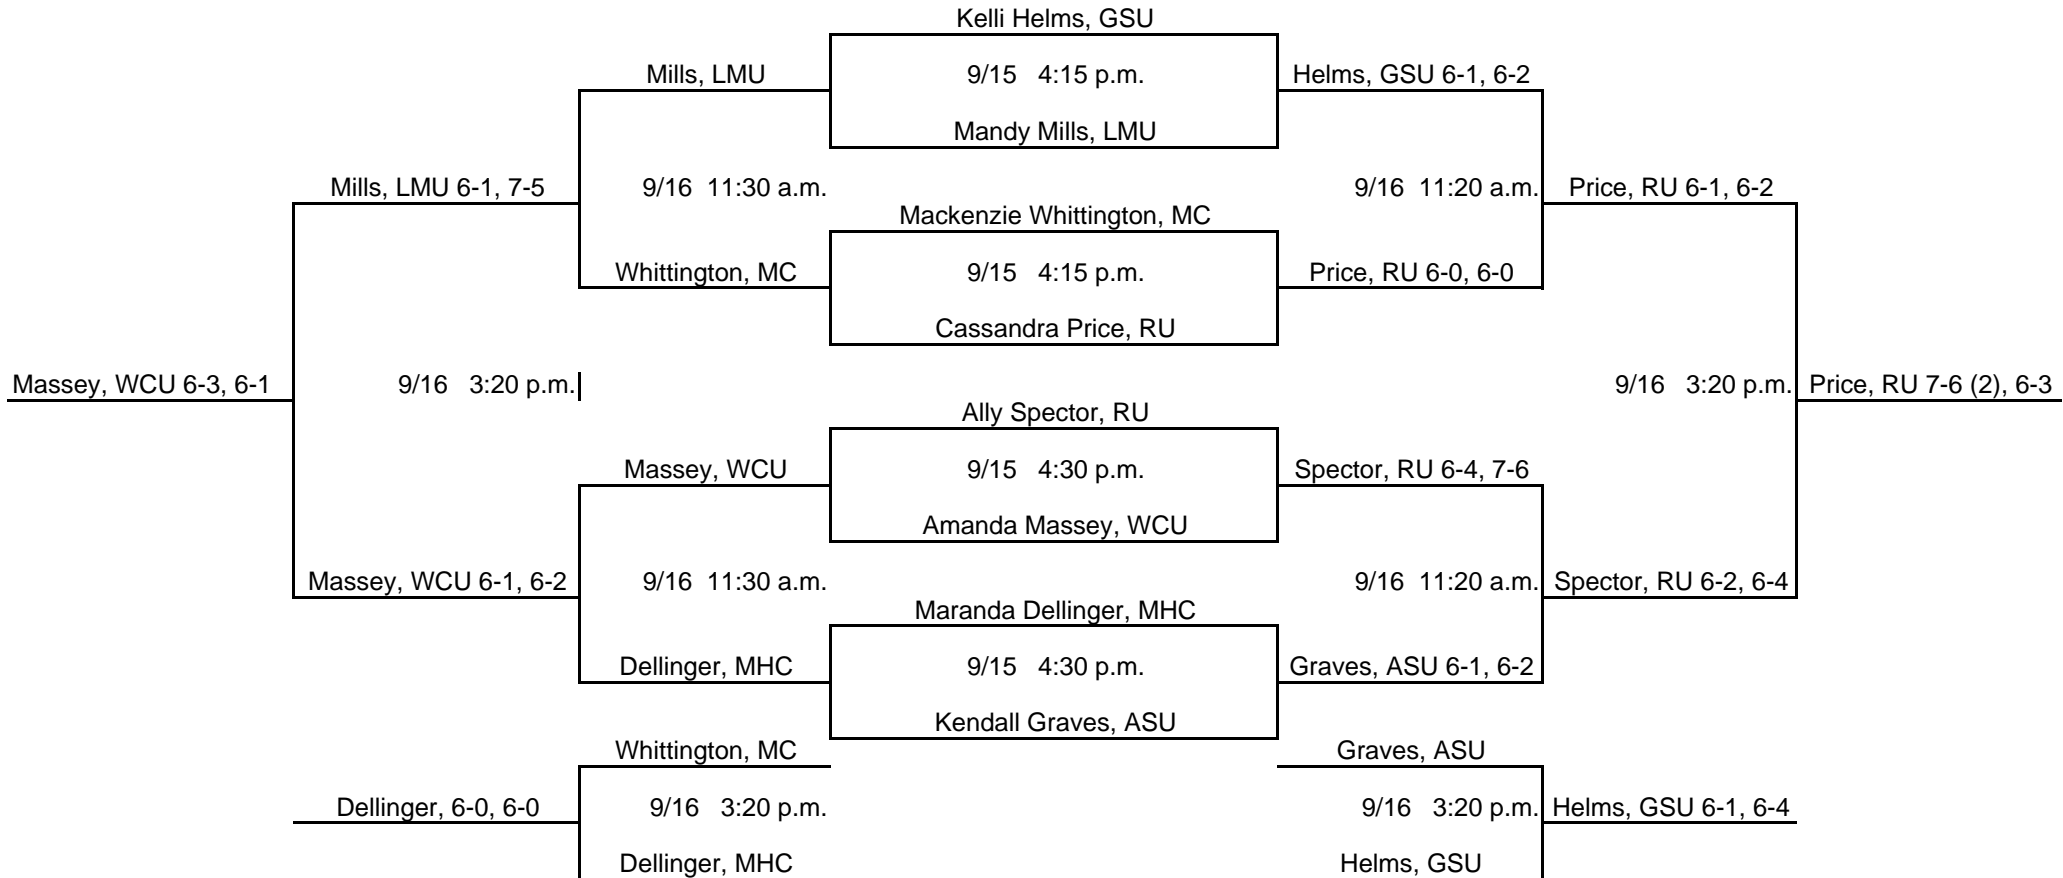 Kelli Helms, GSU
Mills, LMU 9/15 4:15 p.m. Helms, GSU 6-1, 6-2
Mandy Mills, LMU
Mills, LMU 6-1, 7-5 9/16 11:30 a.m. 9/16 11:20 a.m. Price, RU 6-1, 6-2
Mackenzie Whittington, MC
Whittington, MC 9/15 4:15 p.m. Price, RU 6-0, 6-0
Cassandra Price, RU
Massey, WCU 6-3, 6-1 9/16 3:20 p.m. 9/16 3:20 p.m. Price, RU 7-6 (2), 6-3
Ally Spector, RU
Massey, WCU 9/15 4:30 p.m. Spector, RU 6-4, 7-6
Amanda Massey, WCU
Massey, WCU 6-1, 6-2 9/16 11:30 a.m. 9/16 11:20 a.m. Spector, RU 6-2, 6-4
Maranda Dellinger, MHC
Dellinger, MHC 9/15 4:30 p.m. Graves, ASU 6-1, 6-2
Kendall Graves, ASU
Whittington, MC Graves, ASU
Dellinger, 6-0, 6-0 9/16 3:20 p.m. 9/16 3:20 p.m. Helms, GSU 6-1, 6-4
Dellinger, MHC Helms, GSU